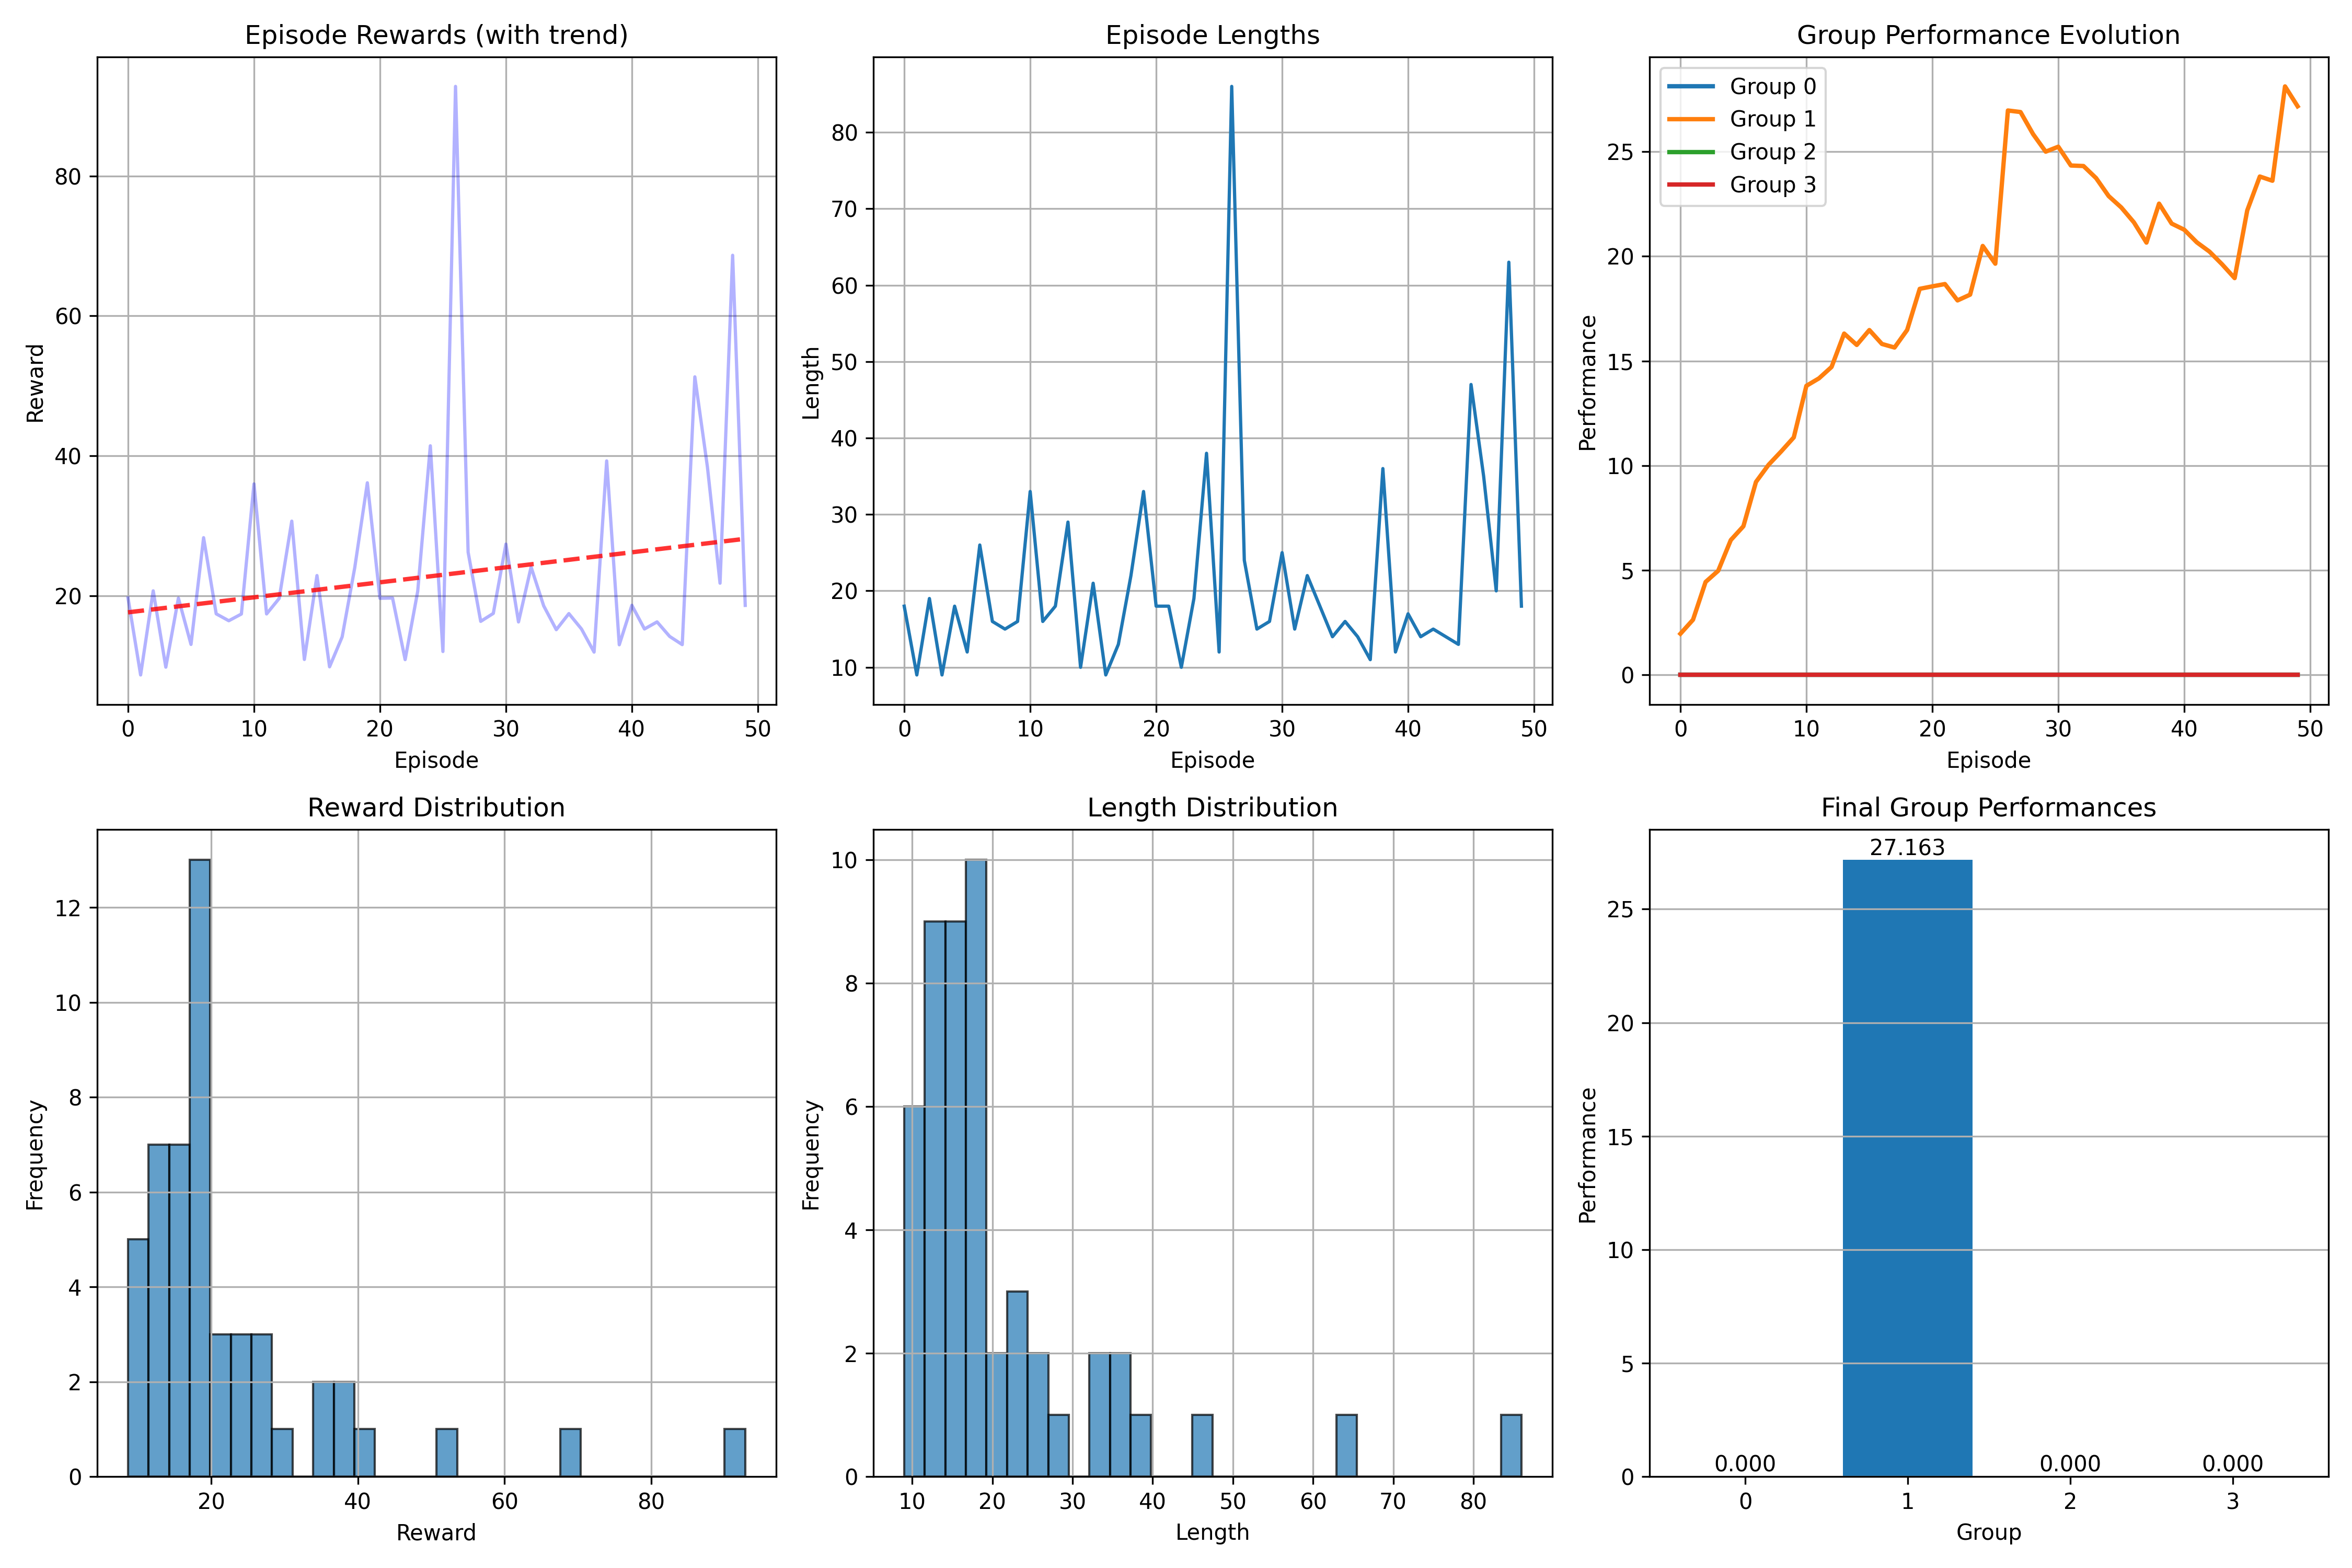 Episode Rewards (with trend)
Reward
80
60
40
20
0 10 20 30 40 50
Episode
Episode Lengths
Length
80
70
60
50
40
30
20
10
0 10 20 30 40 50
Episode
Group Performance Evolution
Group 0
Group 1
Group 2
Group 3
Performance
25
20
15
10
5
0
0 10 20 30 40 50
Episode
Reward Distribution
Frequency
12
10
8
6
4
2
0
20 40 60 80
Reward
Length Distribution
Frequency
10
8
6
4
2
0
10 20 30 40 50 60 70 80
Length
Final Group Performances
27.163
Performance
25
20
15
10
5
0
0.000 0.000 0.000
0 1 2 3
Group